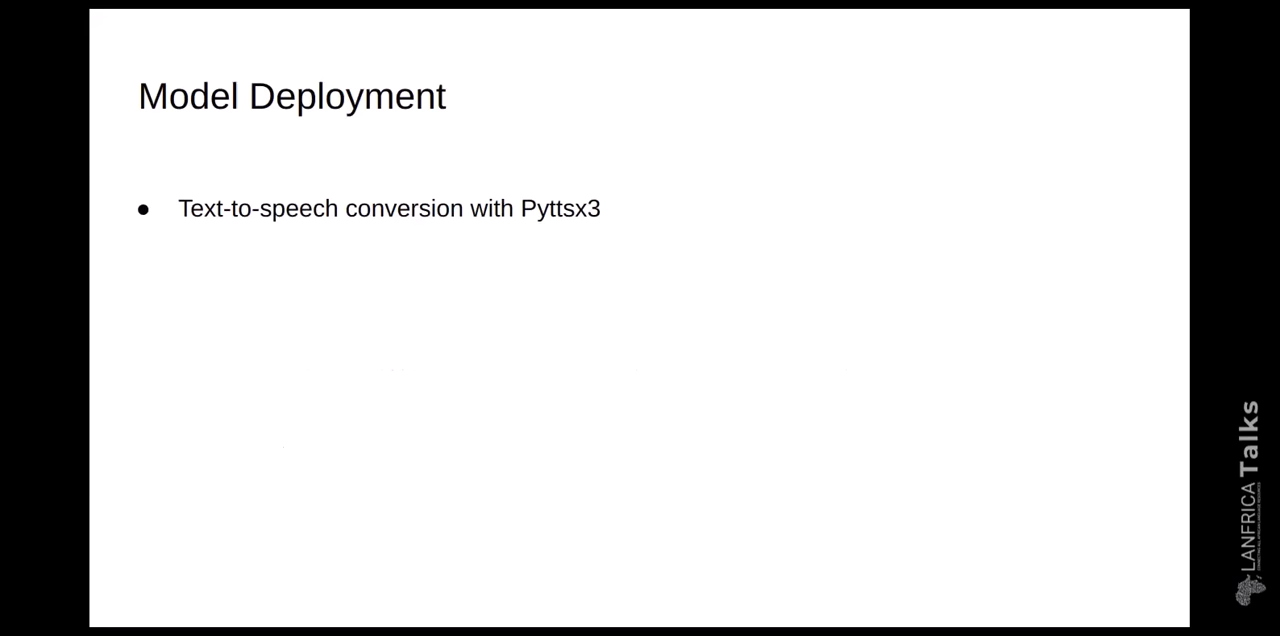 Model Deployment
● Text-to-speech conversion with Pyttsx3
LANFRICA Talks